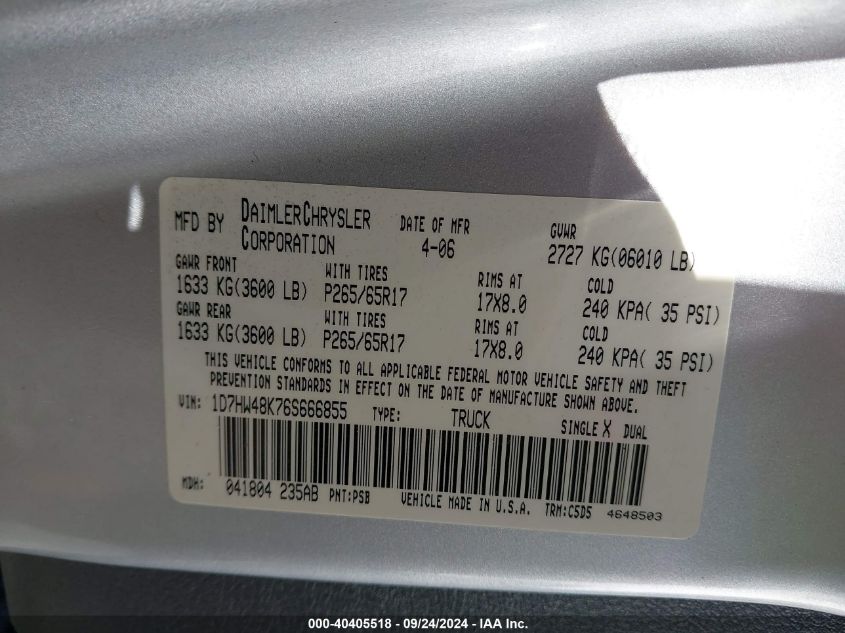 MFD BY DAIMLERCHRYSLER CORPORATION DATE OF MFR 4-06 GVWR 2727 KG(06010 LB)
GAWR FRONT WITH TIRES RIMS AT COLD
1633 KG(3600 LB) P265/65R17 17X8.0 240 KPA( 35 PSI)
GAWR REAR WITH TIRES RIMS AT COLD
1633 KG(3600 LB) P265/65R17 17X8.0 240 KPA( 35 PSI)
THIS VEHICLE CONFORMS TO ALL APPLICABLE FEDERAL MOTOR VEHICLE SAFETY AND THEFT
PREVENTION STANDARDS IN EFFECT ON THE DATE OF MANUFACTURE SHOWN ABOVE.
VIN: 1D7HW48K76S666855 TYPE: TRUCK SINGLE X DUAL
MDH: 041804 235AB PNT:PSB VEHICLE MADE IN U.S.A. TRM:C5D5 4648503
000-40405518 - 09/24/2024 - IAA Inc.